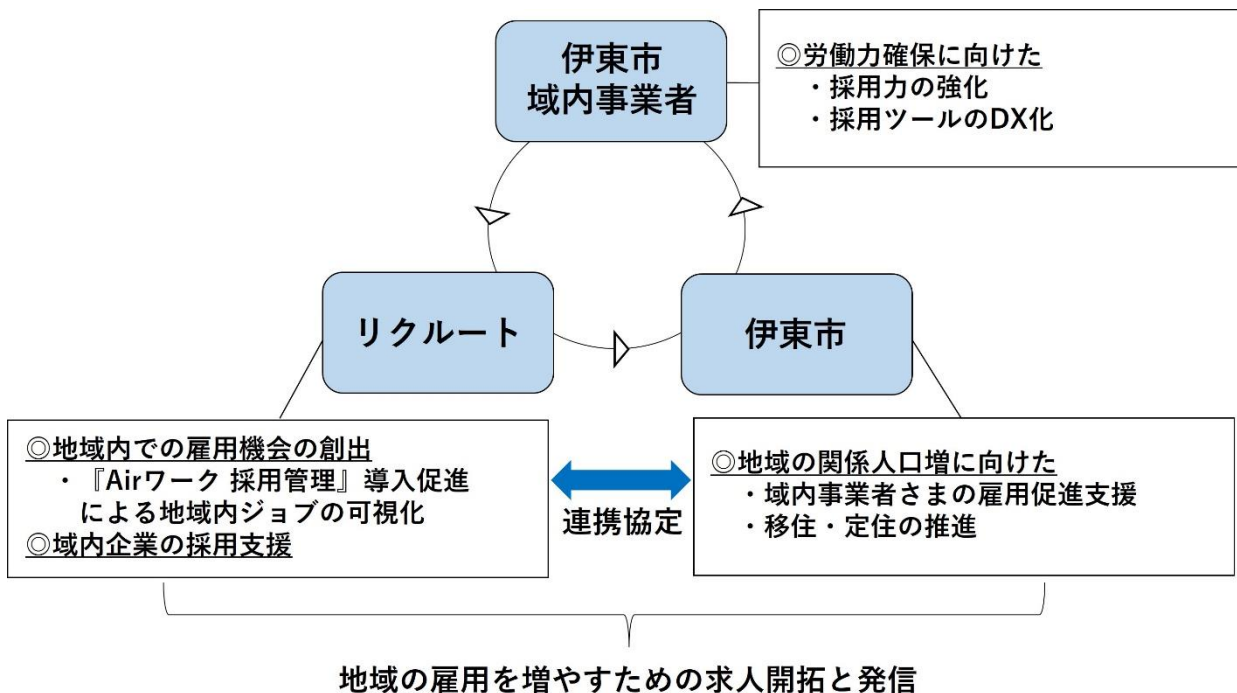 伊東市
域内事業者
◎労働力確保に向けた
・採用力の強化
・採用ツールのDX化
リクルート
伊東市
◎地域内での雇用機会の創出
・『Airワーク 採用管理』導入促進
による地域内ジョブの可視化
◎域内企業の採用支援
連携協定
◎地域の関係人口増に向けた
・域内事業者さまの雇用促進支援
・移住・定住の推進
地域の雇用を増やすための求人開拓と発信